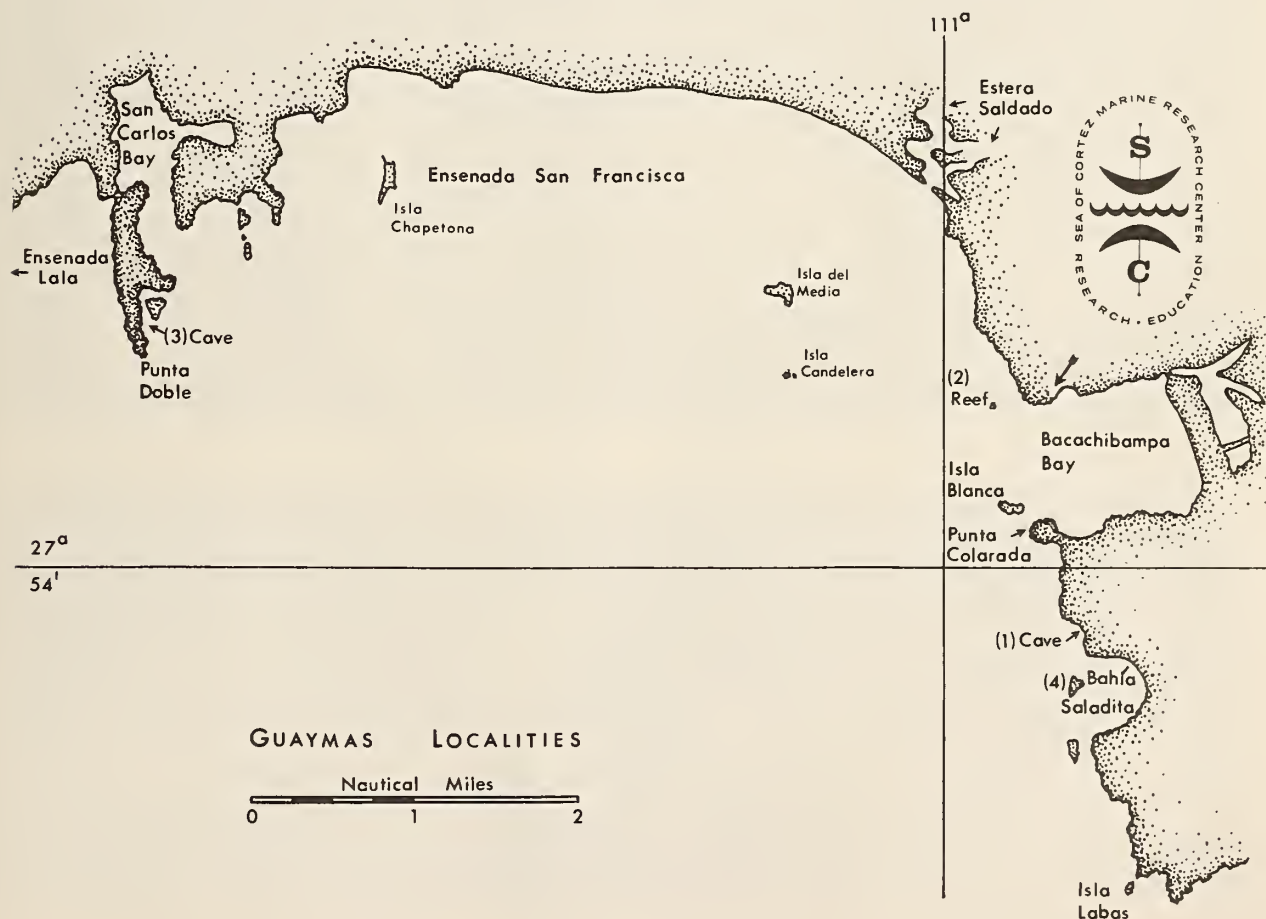 111ª
San
Carlos
Bay
Estera
Saldado
SEA OF CORTEZ MARINE RESEARCH CENTER
RESEARCH • EDUCATION
S
C
Ensenada San Francisca
Isla
Chapetona
Ensenada
Lala
(3) Cave
Punta
Doble
Isla del
Media
Isla
Candelera
(2)
Reef
Bacachibampa
Bay
Isla
Blanca
Punta
Colarada
27ª
54'
(1) Cave
(4) Bahía
Saladita
GUAYMAS LOCALITIES
Nautical Miles
0 1 2
Isla
Labas